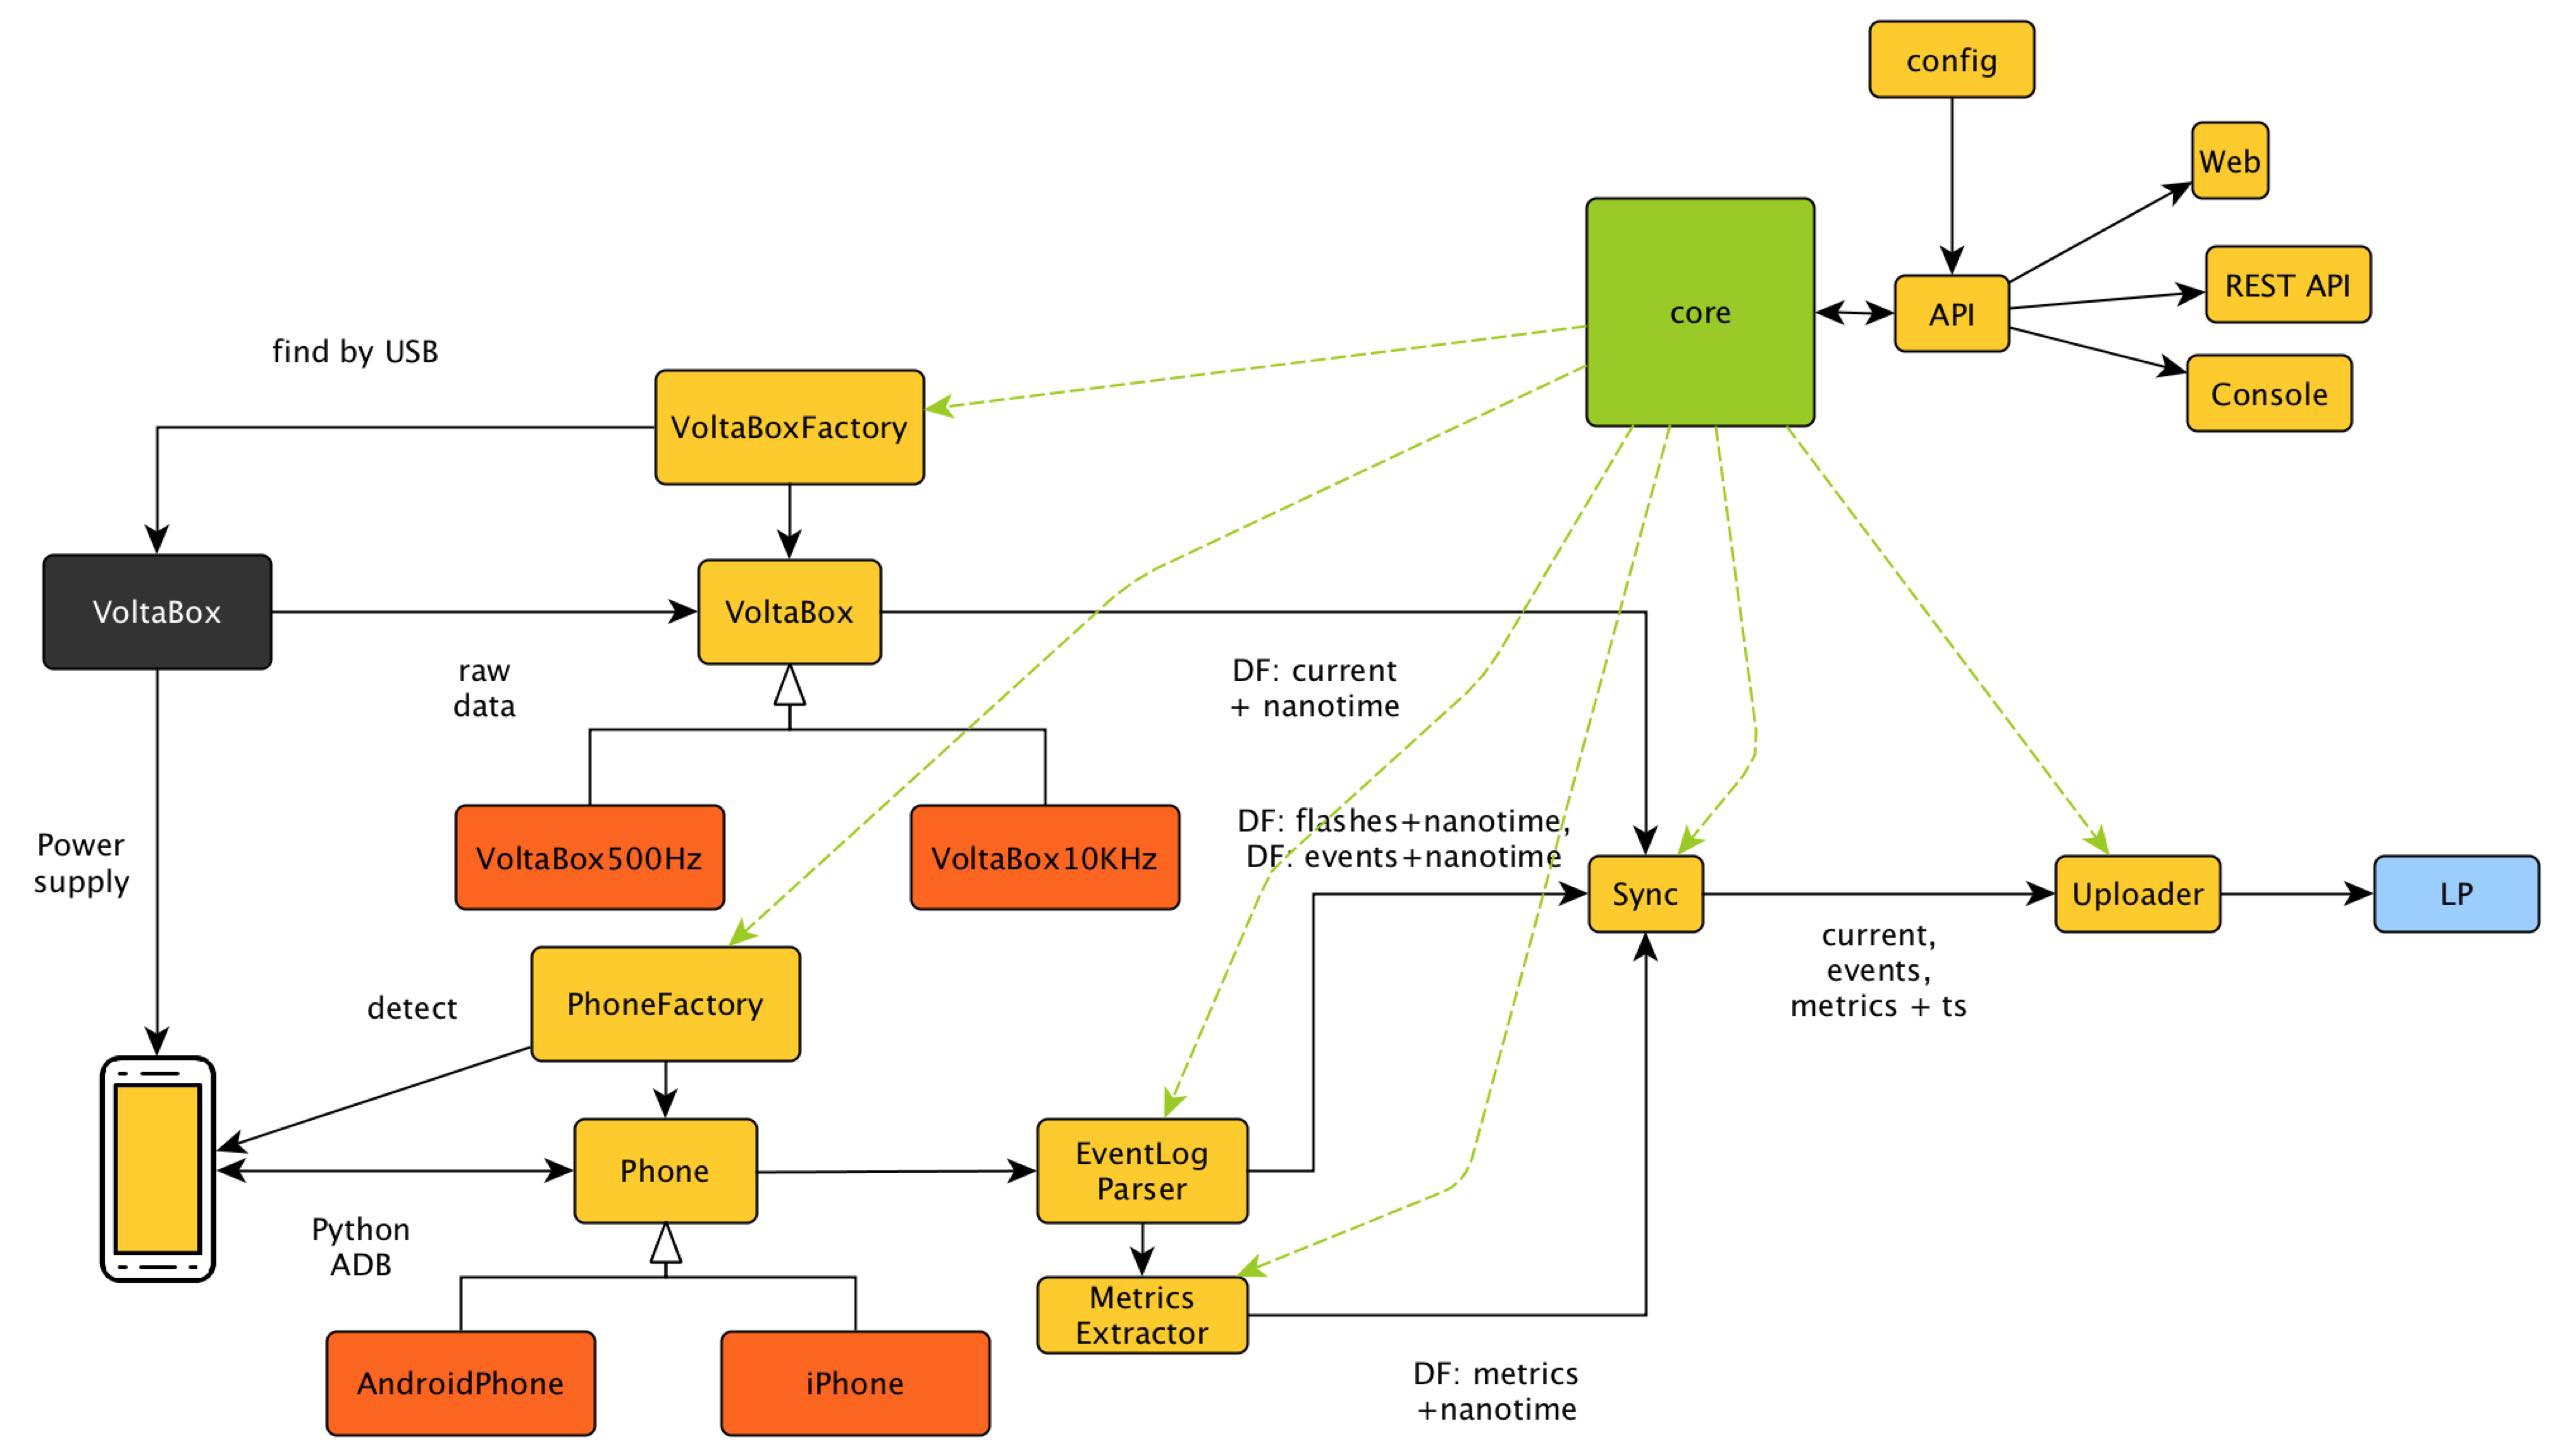 config
Web
REST API
core
API
Console
find by USB
VoltaBoxFactory
VoltaBox
VoltaBox
raw
data
DF: current
+ nanotime
Power
supply
VoltaBox500Hz
VoltaBox10KHz
DF: flashes+nanotime,
DF: events+nanotime
Sync
Uploader
LP
current,
events,
metrics + ts
detect
PhoneFactory
Phone
EventLog
Parser
Python
ADB
Metrics
Extractor
AndroidPhone
iPhone
DF: metrics
+nanotime